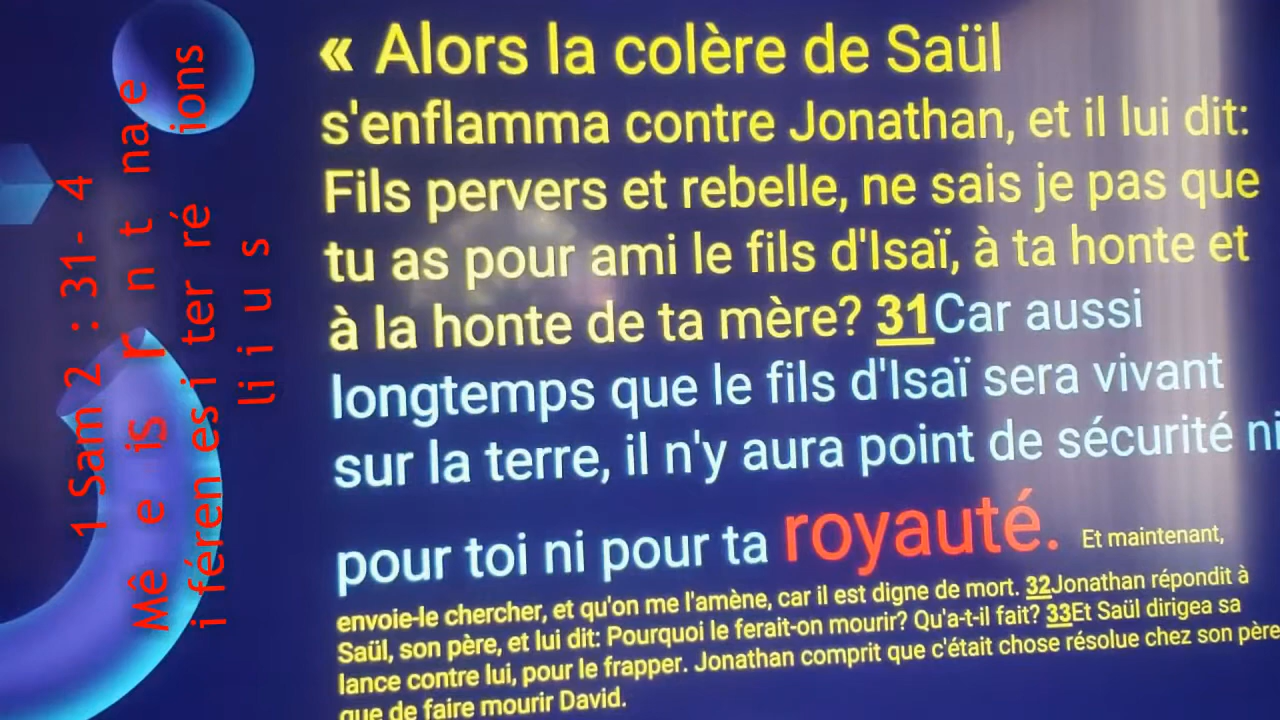 « Alors la colère de Saül
s'enflamma contre Jonathan, et il lui dit:
Fils pervers et rebelle, ne sais je pas que
tu as pour ami le fils d'Isaï, à ta honte et
à la honte de ta mère? 31Car aussi
longtemps que le fils d'Isaï sera vivant
sur la terre, il n'y aura point de sécurité ni
pour toi ni pour ta royauté. Et maintenant,
envoie-le chercher, et qu'on me l'amène, car il est digne de mort. 32Jonathan répondit à
Saül, son père, et lui dit: Pourquoi le ferait-on mourir? Qu'a-t-il fait? 33Et Saül dirigea sa
lance contre lui, pour le frapper. Jonathan comprit que c'était chose résolue chez son père
que de faire mourir David.
1 Sam 2 : 31- 4